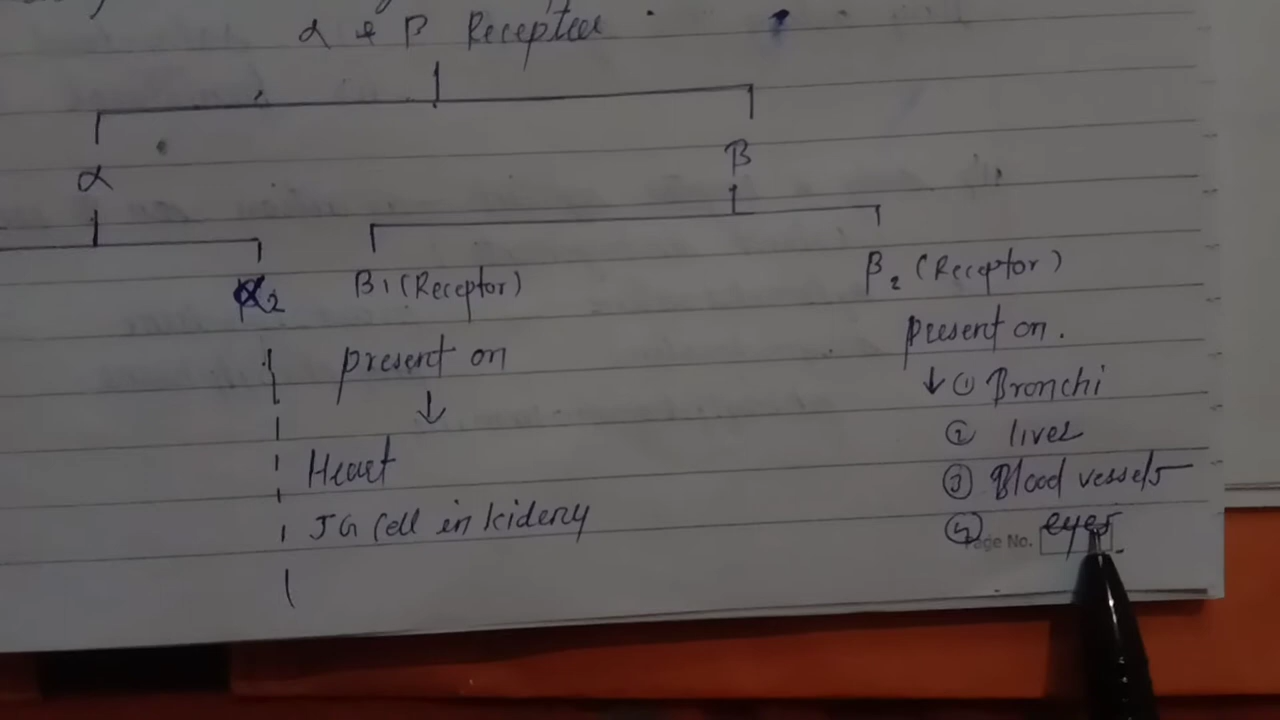 α & β Receptor
α
β
α2
β1 (Receptor)
β2 (Receptor)
present on
↓
Heart
JG Cell in kideny
present on.
↓ ① Bronchi
② liver
③ Blood vessels
④ eyes
Page No.